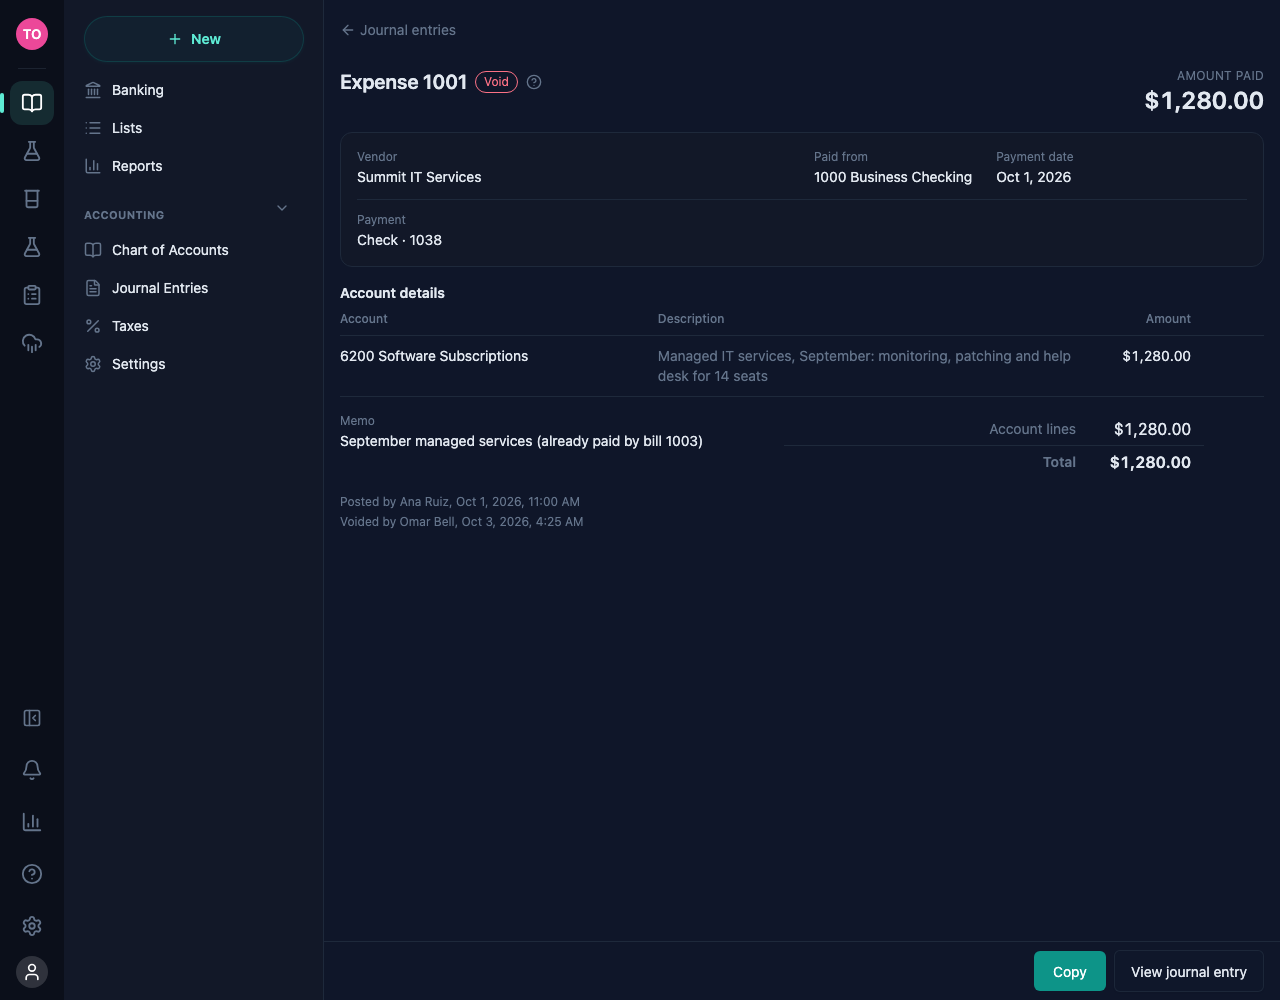 TO
New
Banking
Lists
Reports
ACCOUNTING
Chart of Accounts
Journal Entries
Taxes
Settings
Journal entries
Expense 1001 Void
AMOUNT PAID
$1,280.00
Vendor Paid from Payment date
Summit IT Services 1000 Business Checking Oct 1, 2026
Payment
Check · 1038
Account details
Account Description Amount
6200 Software Subscriptions Managed IT services, September: monitoring, patching and help $1,280.00
desk for 14 seats
Memo
September managed services (already paid by bill 1003)
Account lines $1,280.00
Total $1,280.00
Posted by Ana Ruiz, Oct 1, 2026, 11:00 AM
Voided by Omar Bell, Oct 3, 2026, 4:25 AM
Copy View journal entry